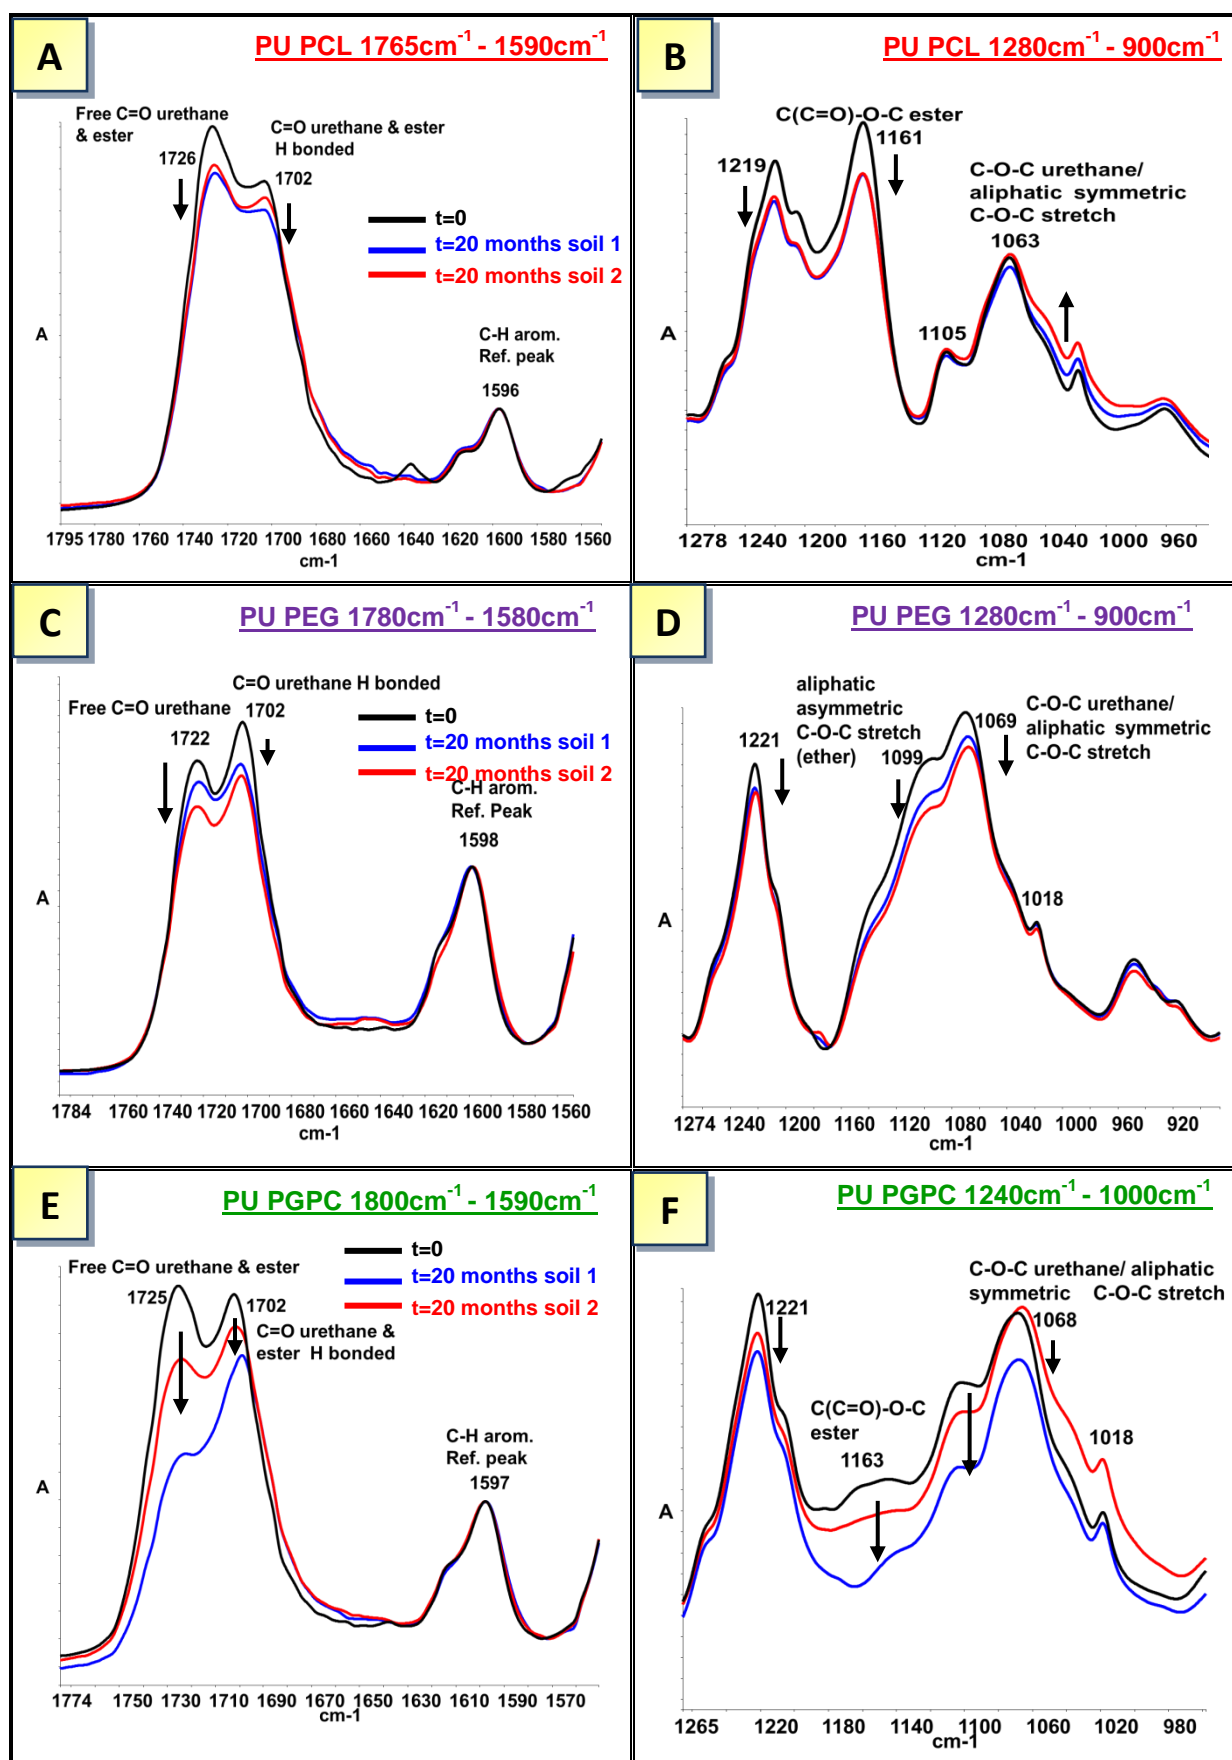 A
PU PCL 1765cm-1 - 1590cm-1
Free C=O urethane
& ester
1726
C=O urethane & ester
H bonded
1702
t=0
t=20 months soil 1
t=20 months soil 2
C-H arom.
Ref. peak
1596
A
1795 1780 1760 1740 1720 1700 1680 1660 1640 1620 1600 1580 1560
cm-1
B
PU PCL 1280cm-1 - 900cm-1
C(C=O)-O-C ester
1161
1219
C-O-C urethane/
aliphatic symmetric
C-O-C stretch
1063
1105
A
1278 1240 1200 1160 1120 1080 1040 1000 960
cm-1
C
PU PEG 1780cm-1 - 1580cm-1
C=O urethane H bonded
Free C=O urethane
1702
1722
t=0
t=20 months soil 1
t=20 months soil 2
C-H arom.
Ref. Peak
1598
A
1784 1760 1740 1720 1700 1680 1660 1640 1620 1600 1580 1560
cm-1
D
PU PEG 1280cm-1 - 900cm-1
aliphatic
asymmetric
C-O-C stretch
(ether)
1099
C-O-C urethane/
aliphatic symmetric
C-O-C stretch
1069
1221
1018
A
1274 1240 1200 1160 1120 1080 1040 1000 960 920
cm-1
E
PU PGPC 1800cm-1 - 1590cm-1
t=0
t=20 months soil 1
t=20 months soil 2
Free C=O urethane & ester
1725
1702
C=O urethane &
ester H bonded
C-H arom.
Ref. peak
1597
A
1774 1750 1730 1710 1690 1670 1650 1630 1610 1590 1570
cm-1
F
PU PGPC 1240cm-1 - 1000cm-1
C-O-C urethane/ aliphatic
symmetric C-O-C stretch
1068
1221
C(C=O)-O-C
ester
1163
1018
A
1265 1220 1180 1140 1100 1060 1020 980
cm-1